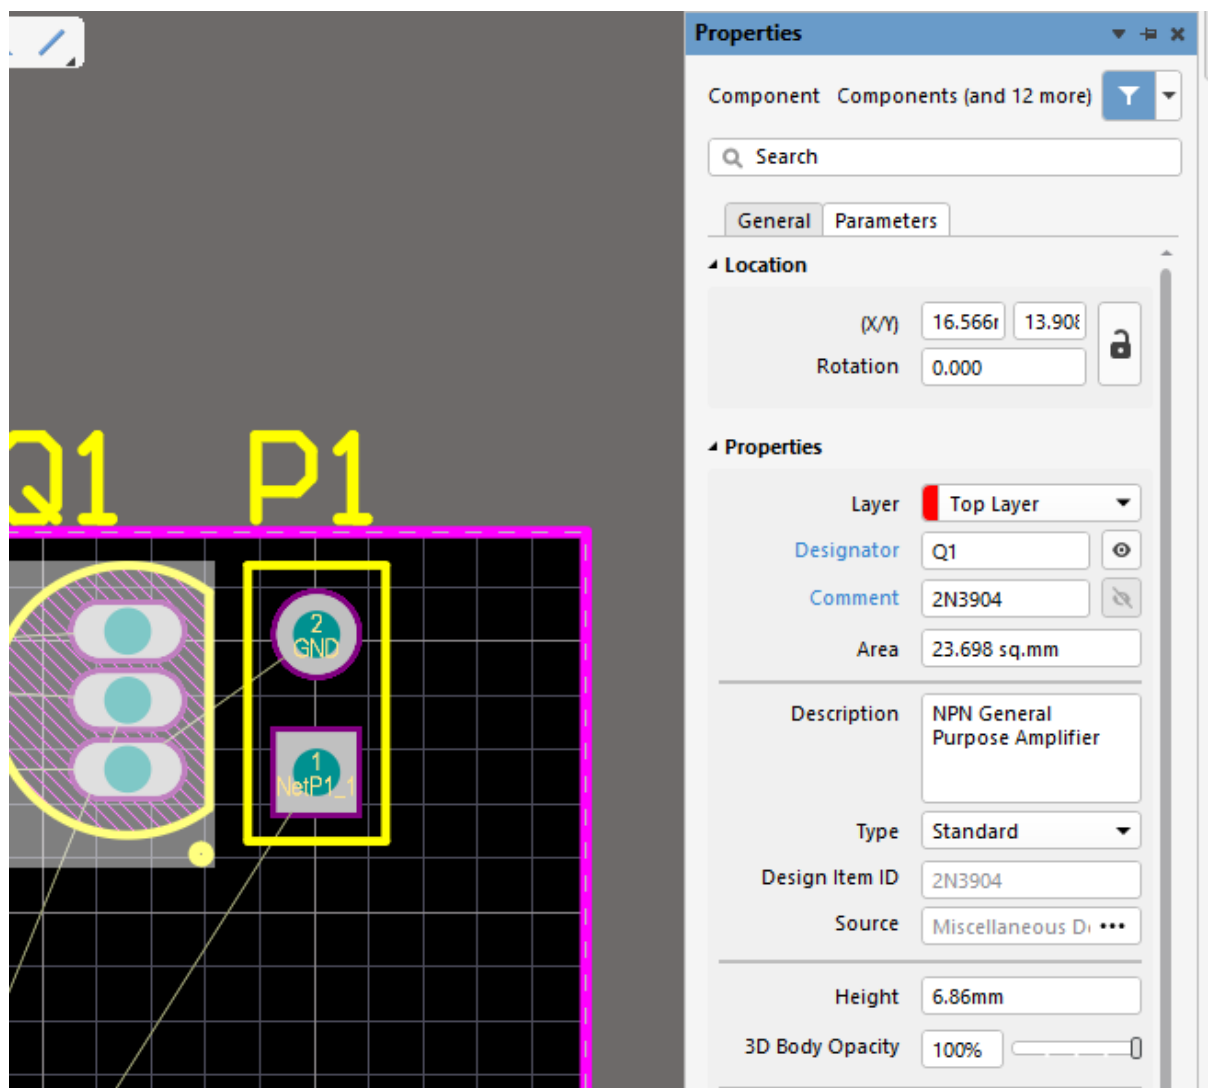 Properties
Component Components (and 12 more)
Search
General Parameters
Location
(X/Y) 16.566r 13.908
Rotation 0.000
Properties
Layer Top Layer
Designator Q1
Comment 2N3904
Area 23.698 sq.mm
Description NPN General
Purpose Amplifier
Type Standard
Design Item ID 2N3904
Source Miscellaneous D
Height 6.86mm
3D Body Opacity 100%
Q1 P1
2
GND
1
NetP1_1